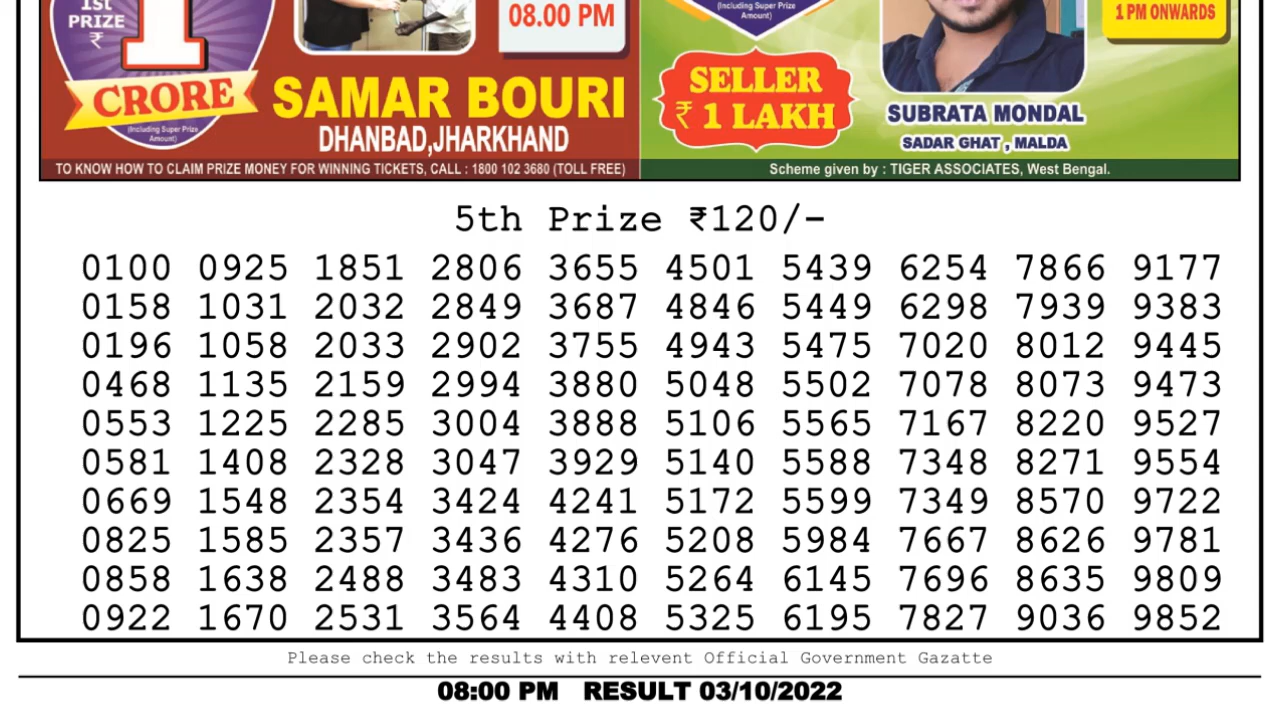 1st
PRIZE
₹
1
CRORE
(Including Super Prize
Amount)
08.00 PM
SAMAR BOURI
DHANBAD,JHARKHAND
TO KNOW HOW TO CLAIM PRIZE MONEY FOR WINNING TICKETS, CALL : 1800 102 3680 (TOLL FREE)
(Including Super Prize
Amount)
SELLER
₹ 1 LAKH
1 PM ONWARDS
SUBRATA MONDAL
SADAR GHAT , MALDA
Scheme given by : TIGER ASSOCIATES, West Bengal.
5th Prize ₹120/-
0100 0925 1851 2806 3655 4501 5439 6254 7866 9177
0158 1031 2032 2849 3687 4846 5449 6298 7939 9383
0196 1058 2033 2902 3755 4943 5475 7020 8012 9445
0468 1135 2159 2994 3880 5048 5502 7078 8073 9473
0553 1225 2285 3004 3888 5106 5565 7167 8220 9527
0581 1408 2328 3047 3929 5140 5588 7348 8271 9554
0669 1548 2354 3424 4241 5172 5599 7349 8570 9722
0825 1585 2357 3436 4276 5208 5984 7667 8626 9781
0858 1638 2488 3483 4310 5264 6145 7696 8635 9809
0922 1670 2531 3564 4408 5325 6195 7827 9036 9852
Please check the results with relevent Official Government Gazatte
08:00 PM RESULT 03/10/2022